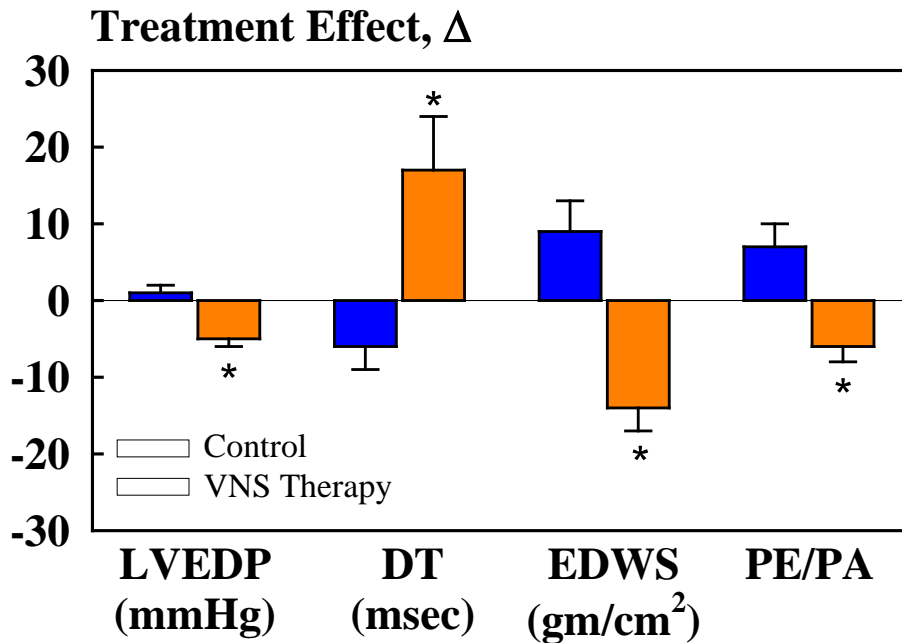 Treatment Effect, Δ
30
20
10
0
-10
-20
-30
*
*
*
*
Control
VNS Therapy
LVEDP DT EDWS PE/PA
(mmHg) (msec) (gm/cm²)